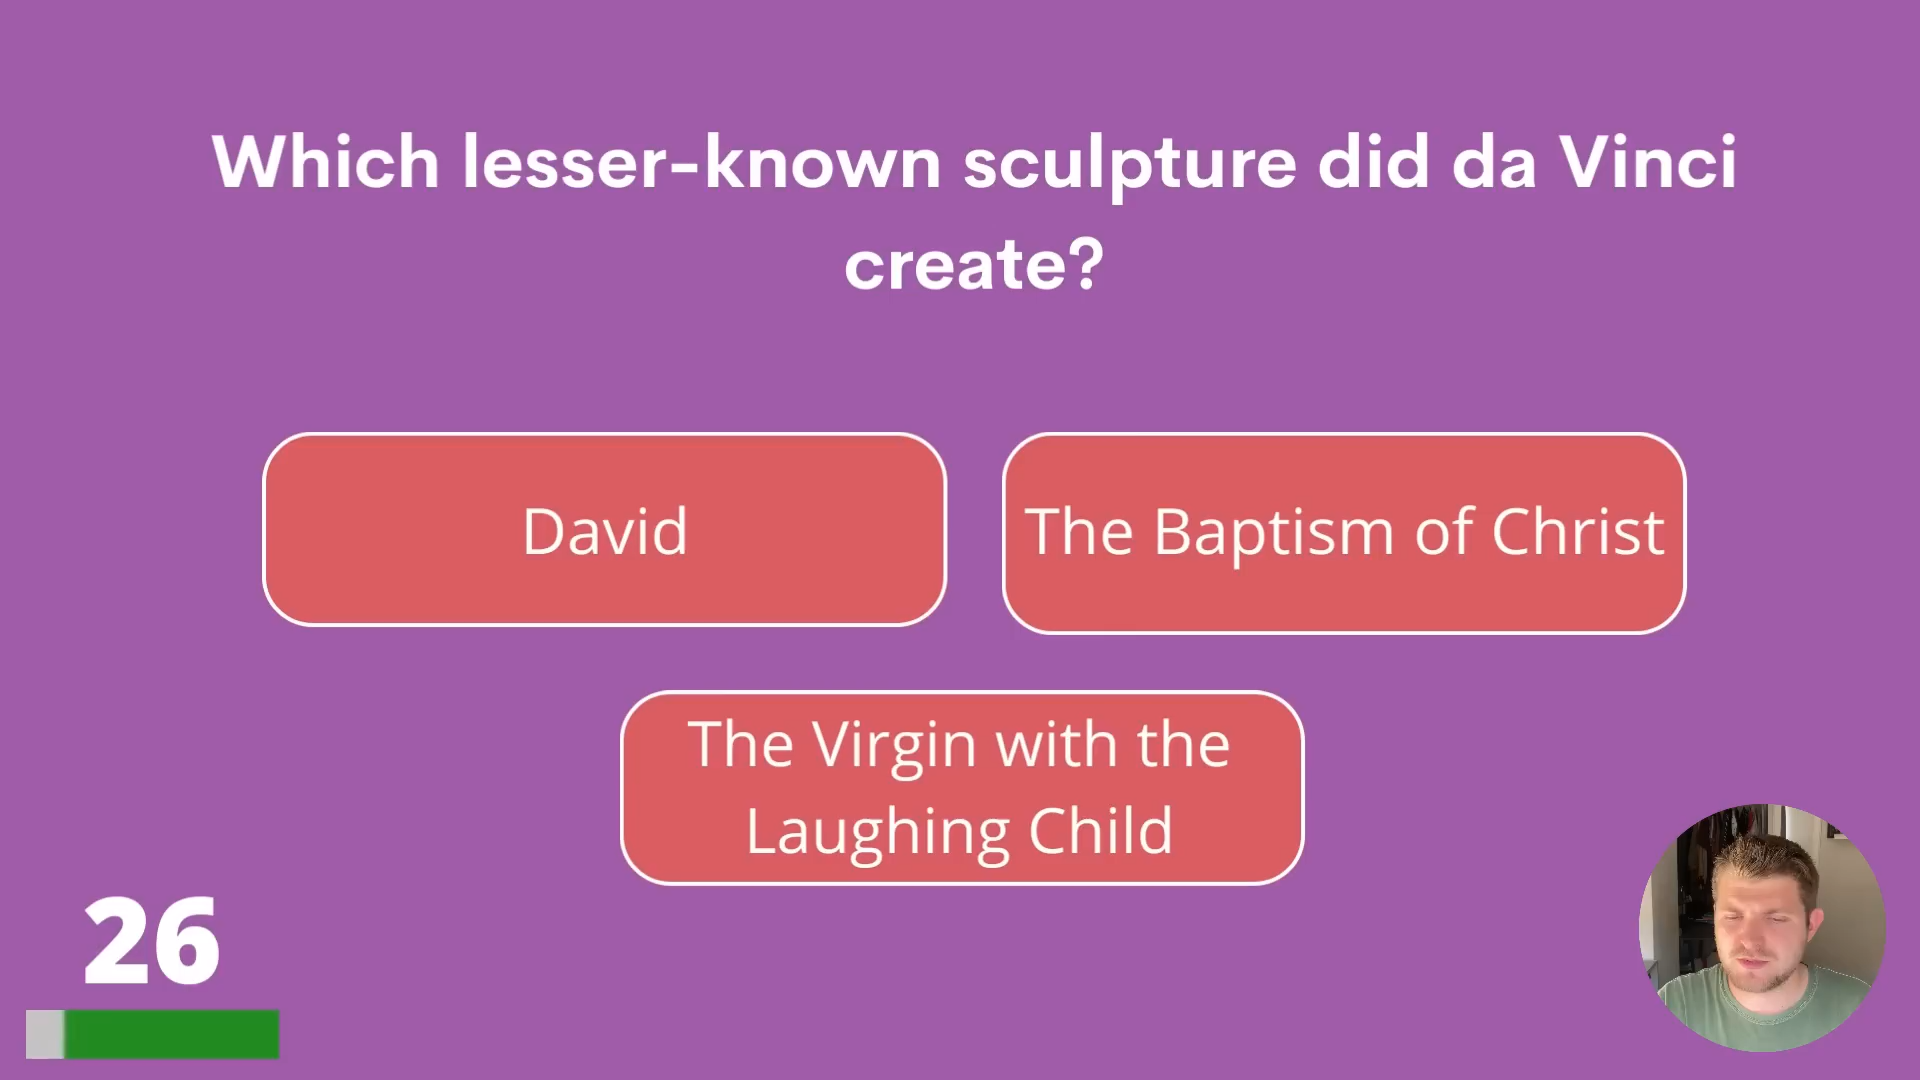 Which lesser-known sculpture did da Vinci
create?
David
The Baptism of Christ
The Virgin with the
Laughing Child
26